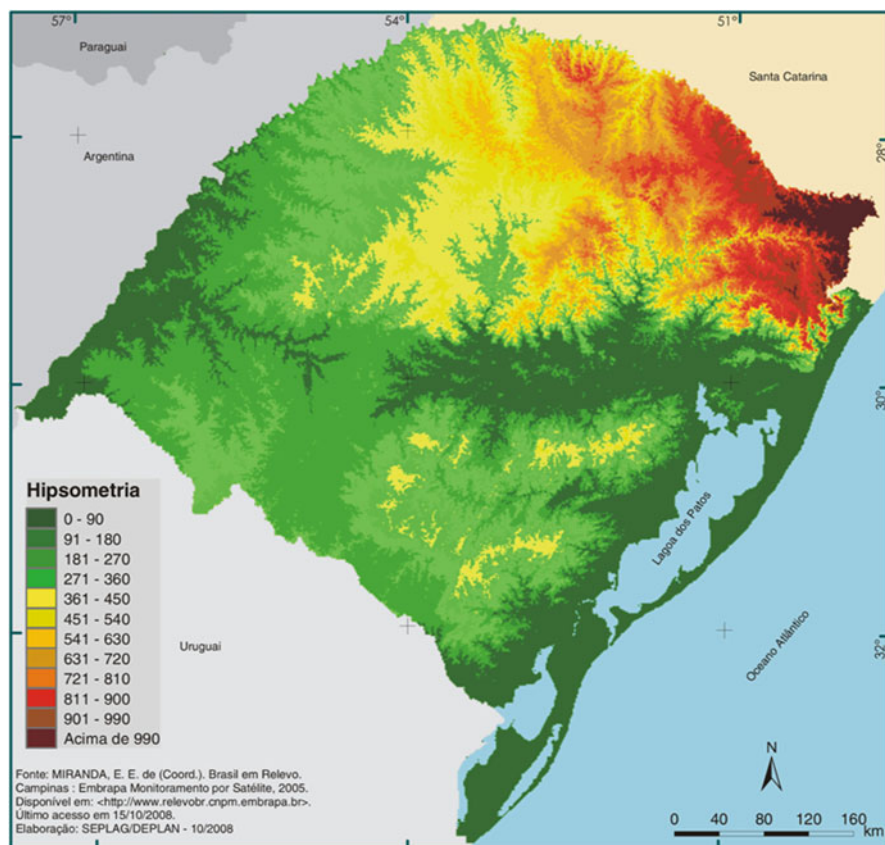 57°
54°
51°
Paraguai
Santa Catarina
Argentina
28°
30°
Lagoa dos Patos
Hipsometria
0 - 90
91 - 180
181 - 270
271 - 360
361 - 450
451 - 540
541 - 630
631 - 720
721 - 810
811 - 900
901 - 990
Acima de 990
Uruguai
Oceano Atlântico
32°
N
Fonte: MIRANDA, E. E. de (Coord.). Brasil em Relevo.
Campinas : Embrapa Monitoramento por Satélite, 2005.
Disponível em: <http://www.relevobr.cnpm.embrapa.br>.
Último acesso em 15/10/2008.
Elaboração: SEPLAG/DEPLAN - 10/2008
0 40 80 120 160
km